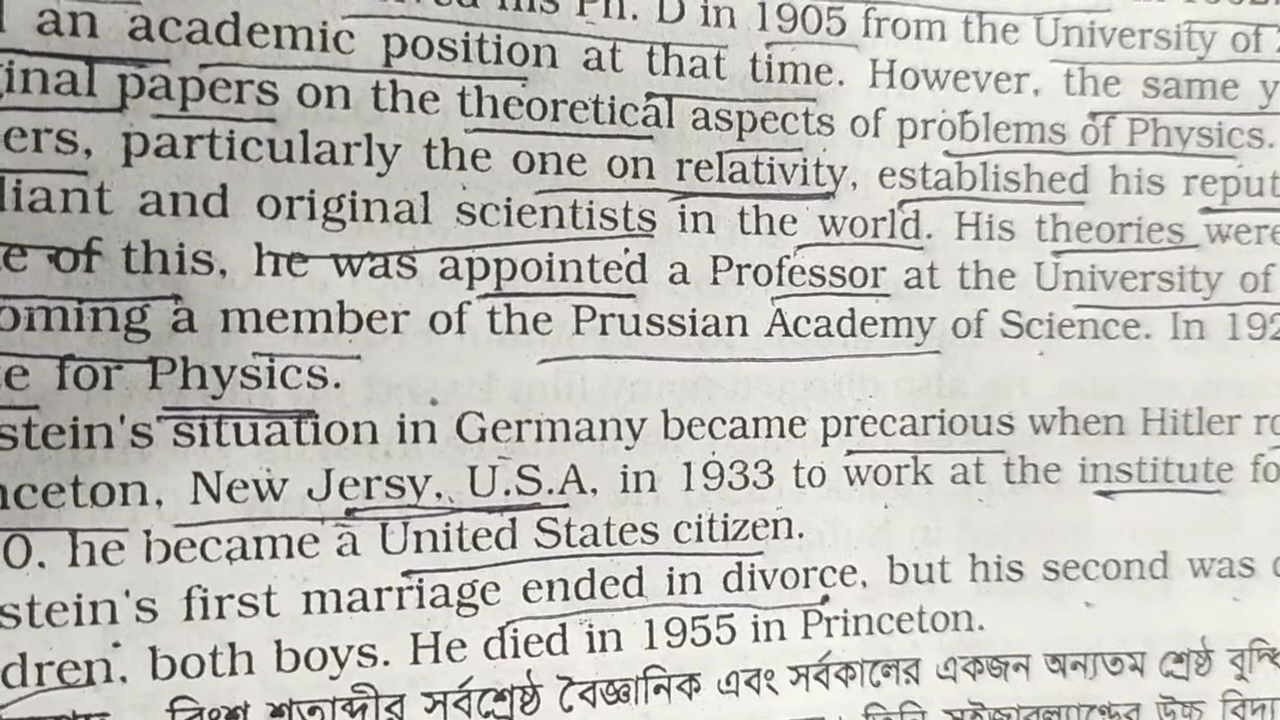 his Ph. D in 1905 from the University of
an academic position at that time. However, the same y
inal papers on the theoretical aspects of problems of Physics.
ers, particularly the one on relativity, established his reput
liant and original scientists in the world. His theories were
e of this, he was appointed a Professor at the University of
oming a member of the Prussian Academy of Science. In 192
e for Physics.
stein's situation in Germany became precarious when Hitler ro
nceton, New Jersy, U.S.A, in 1933 to work at the institute fo
0. he became a United States citizen.
stein's first marriage ended in divorce, but his second was
dren. both boys. He died in 1955 in Princeton.
বিংশ শতাব্দীর সর্বশ্রেষ্ঠ বৈজ্ঞানিক এবং সর্বকালের একজন অন্যতম শ্রেষ্ঠ বুদ্ধি
তিনি সুইজারল্যান্ডের উচ্চ